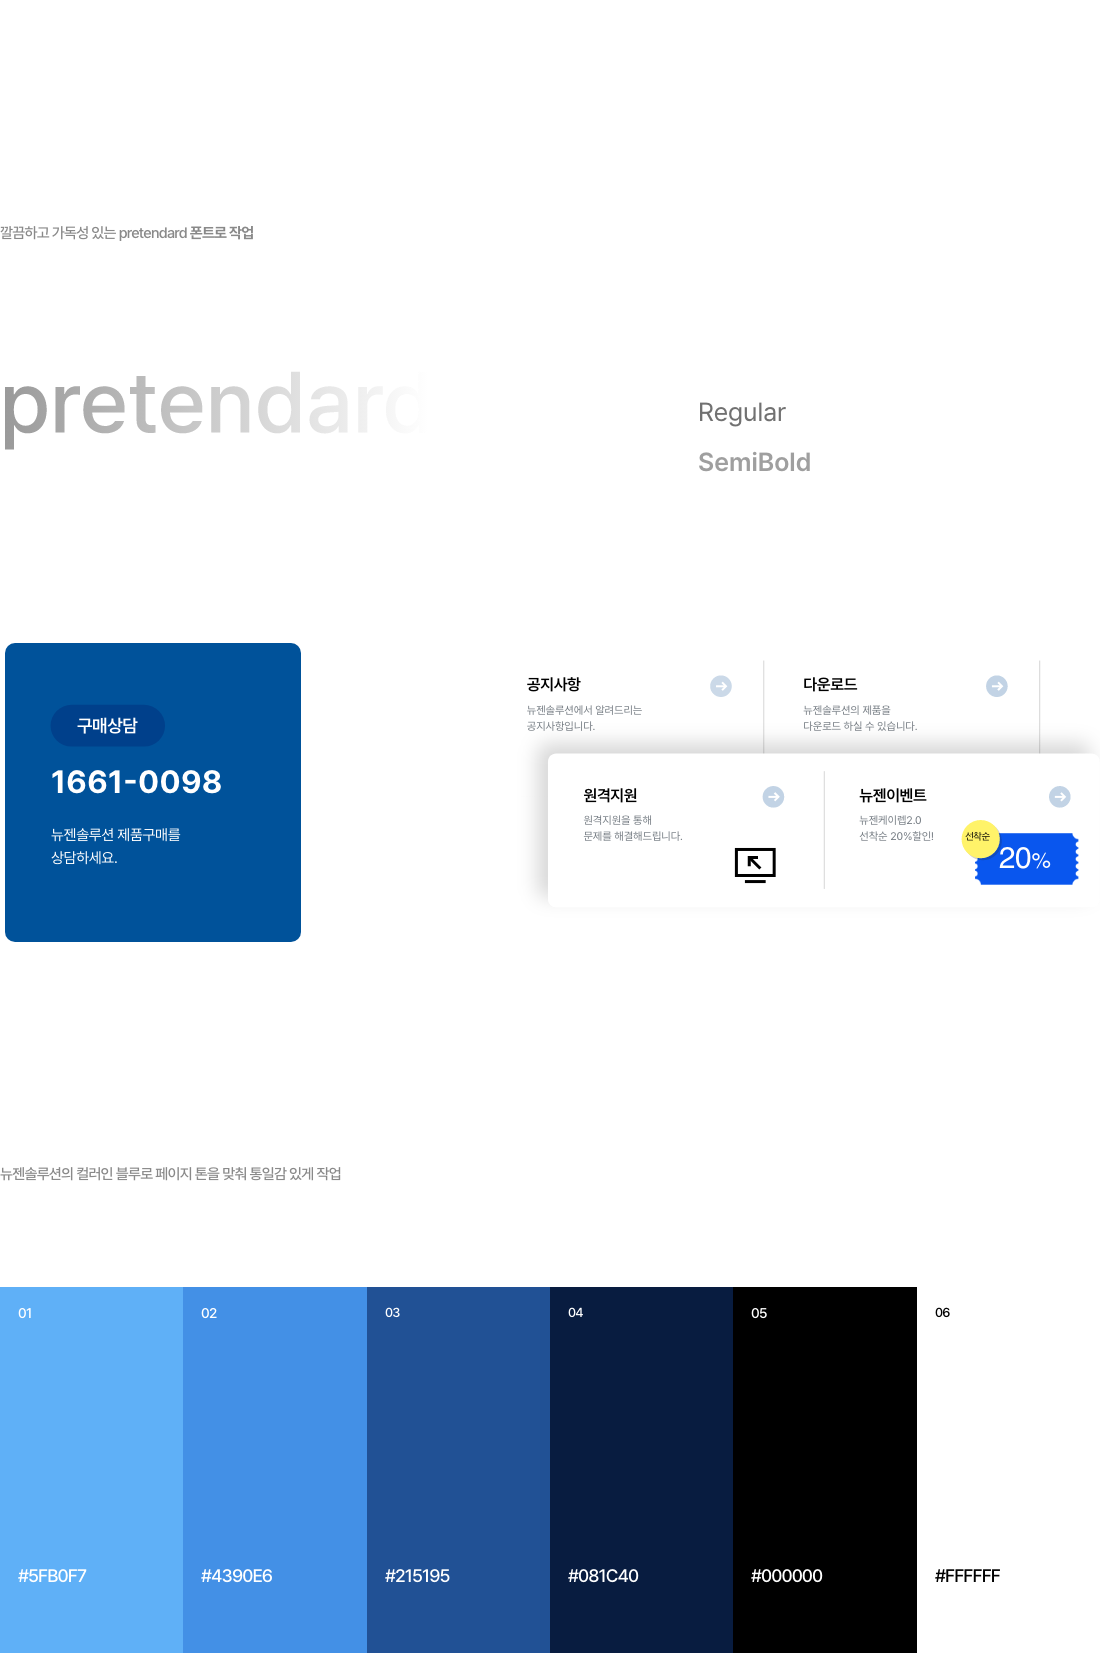 깔끔하고 가독성 있는 pretendard 폰트로 작업
pretendard
Regular
SemiBold
구매상담
1661-0098
뉴젠솔루션 제품구매를
상담하세요.
공지사항
뉴젠솔루션에서 알려드리는
공지사항입니다.
다운로드
뉴젠솔루션의 제품을
다운로드 하실 수 있습니다.
원격지원
원격지원을 통해
문제를 해결해드립니다.
뉴젠이벤트
뉴젠케이렙2.0
선착순 20%할인!
선착순
20%
뉴젠솔루션의 컬러인 블루로 페이지 톤을 맞춰 통일감 있게 작업
01
02
03
04
05
06
#5FB0F7
#4390E6
#215195
#081C40
#000000
#FFFFFF